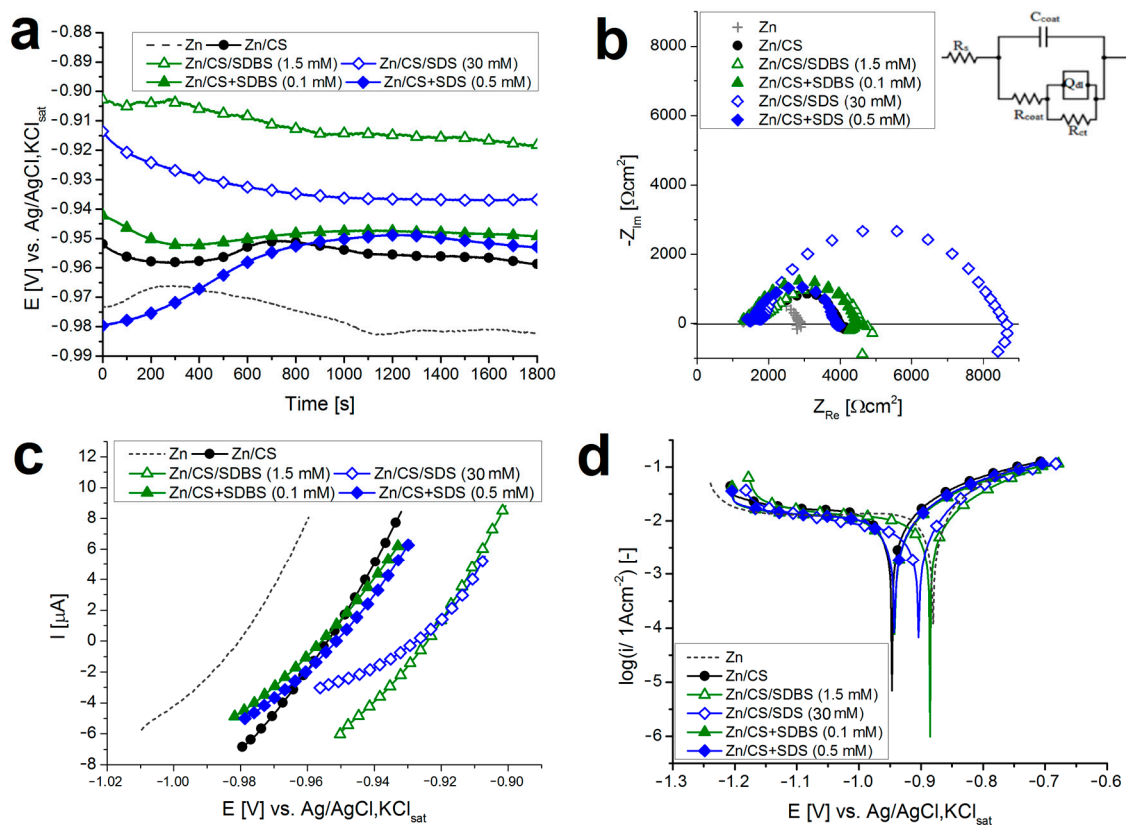 a
−0.88
−0.89
−0.90
−0.91
−0.92
−0.93
−0.94
−0.95
−0.96
−0.97
−0.98
−0.99
E [V] vs. Ag/AgCl,KClsat
Zn Zn/CS
Zn/CS/SDBS (1.5 mM) Zn/CS/SDS (30 mM)
Zn/CS+SDBS (0.1 mM) Zn/CS+SDS (0.5 mM)
0 200 400 600 800 1000 1200 1400 1600 1800
Time [s]
b
8000
6000
4000
2000
0
-ZIm [Ωcm2]
Zn
Zn/CS
Zn/CS/SDBS (1.5 mM)
Zn/CS+SDBS (0.1 mM)
Zn/CS/SDS (30 mM)
Zn/CS+SDS (0.5 mM)
Ccoat
Rs
Qdl
Rcoat
Rct
0 2000 4000 6000 8000
ZRe [Ωcm2]
c
12
10
8
6
4
2
0
−2
−4
−6
−8
I [µA]
Zn Zn/CS
Zn/CS/SDBS (1.5 mM) Zn/CS/SDS (30 mM)
Zn/CS+SDBS (0.1 mM) Zn/CS+SDS (0.5 mM)
−1.02 −1.00 −0.98 −0.96 −0.94 −0.92 −0.90
E [V] vs. Ag/AgCl,KClsat
d
−1
−2
−3
−4
−5
−6
log(i/ 1Acm-2) [-]
Zn
Zn/CS
Zn/CS/SDBS (1.5 mM)
Zn/CS/SDS (30 mM)
Zn/CS+SDBS (0.1 mM)
Zn/CS+SDS (0.5 mM)
−1.3 −1.2 −1.1 −1.0 −0.9 −0.8 −0.7 −0.6
E [V] vs. Ag/AgCl,KClsat